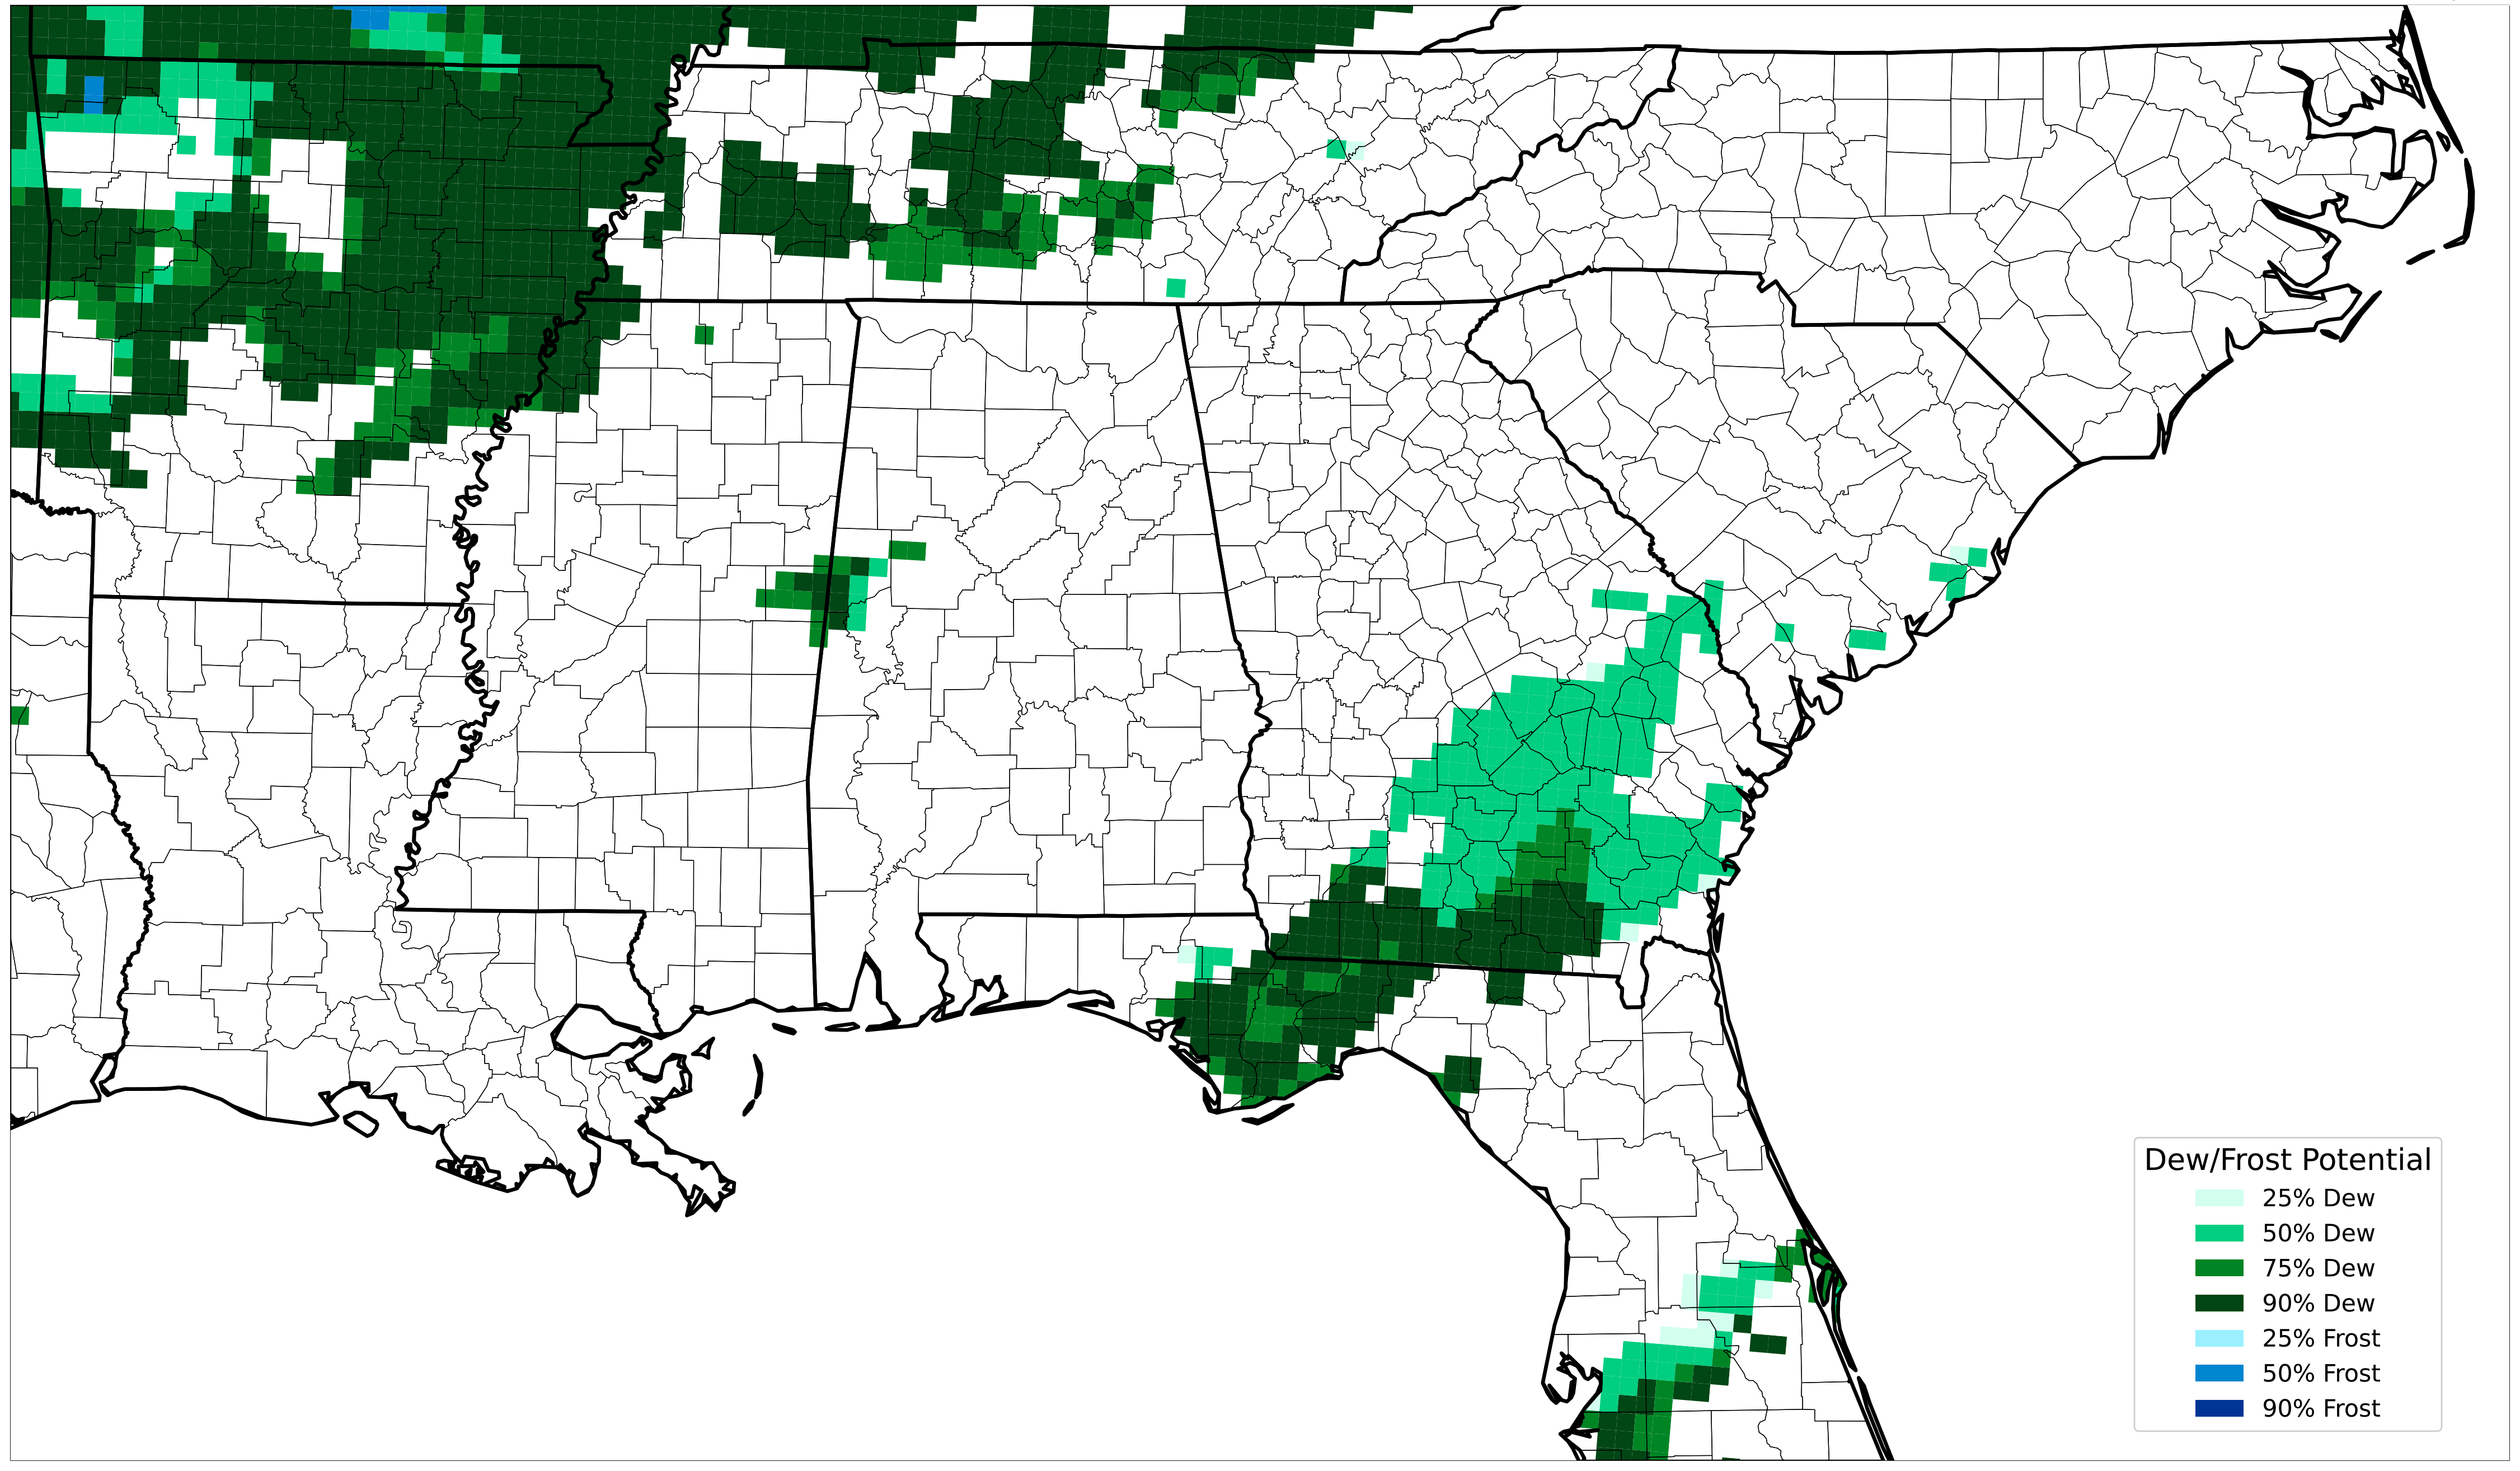 Dew/Frost Potential
25% Dew
50% Dew
75% Dew
90% Dew
25% Frost
50% Frost
90% Frost